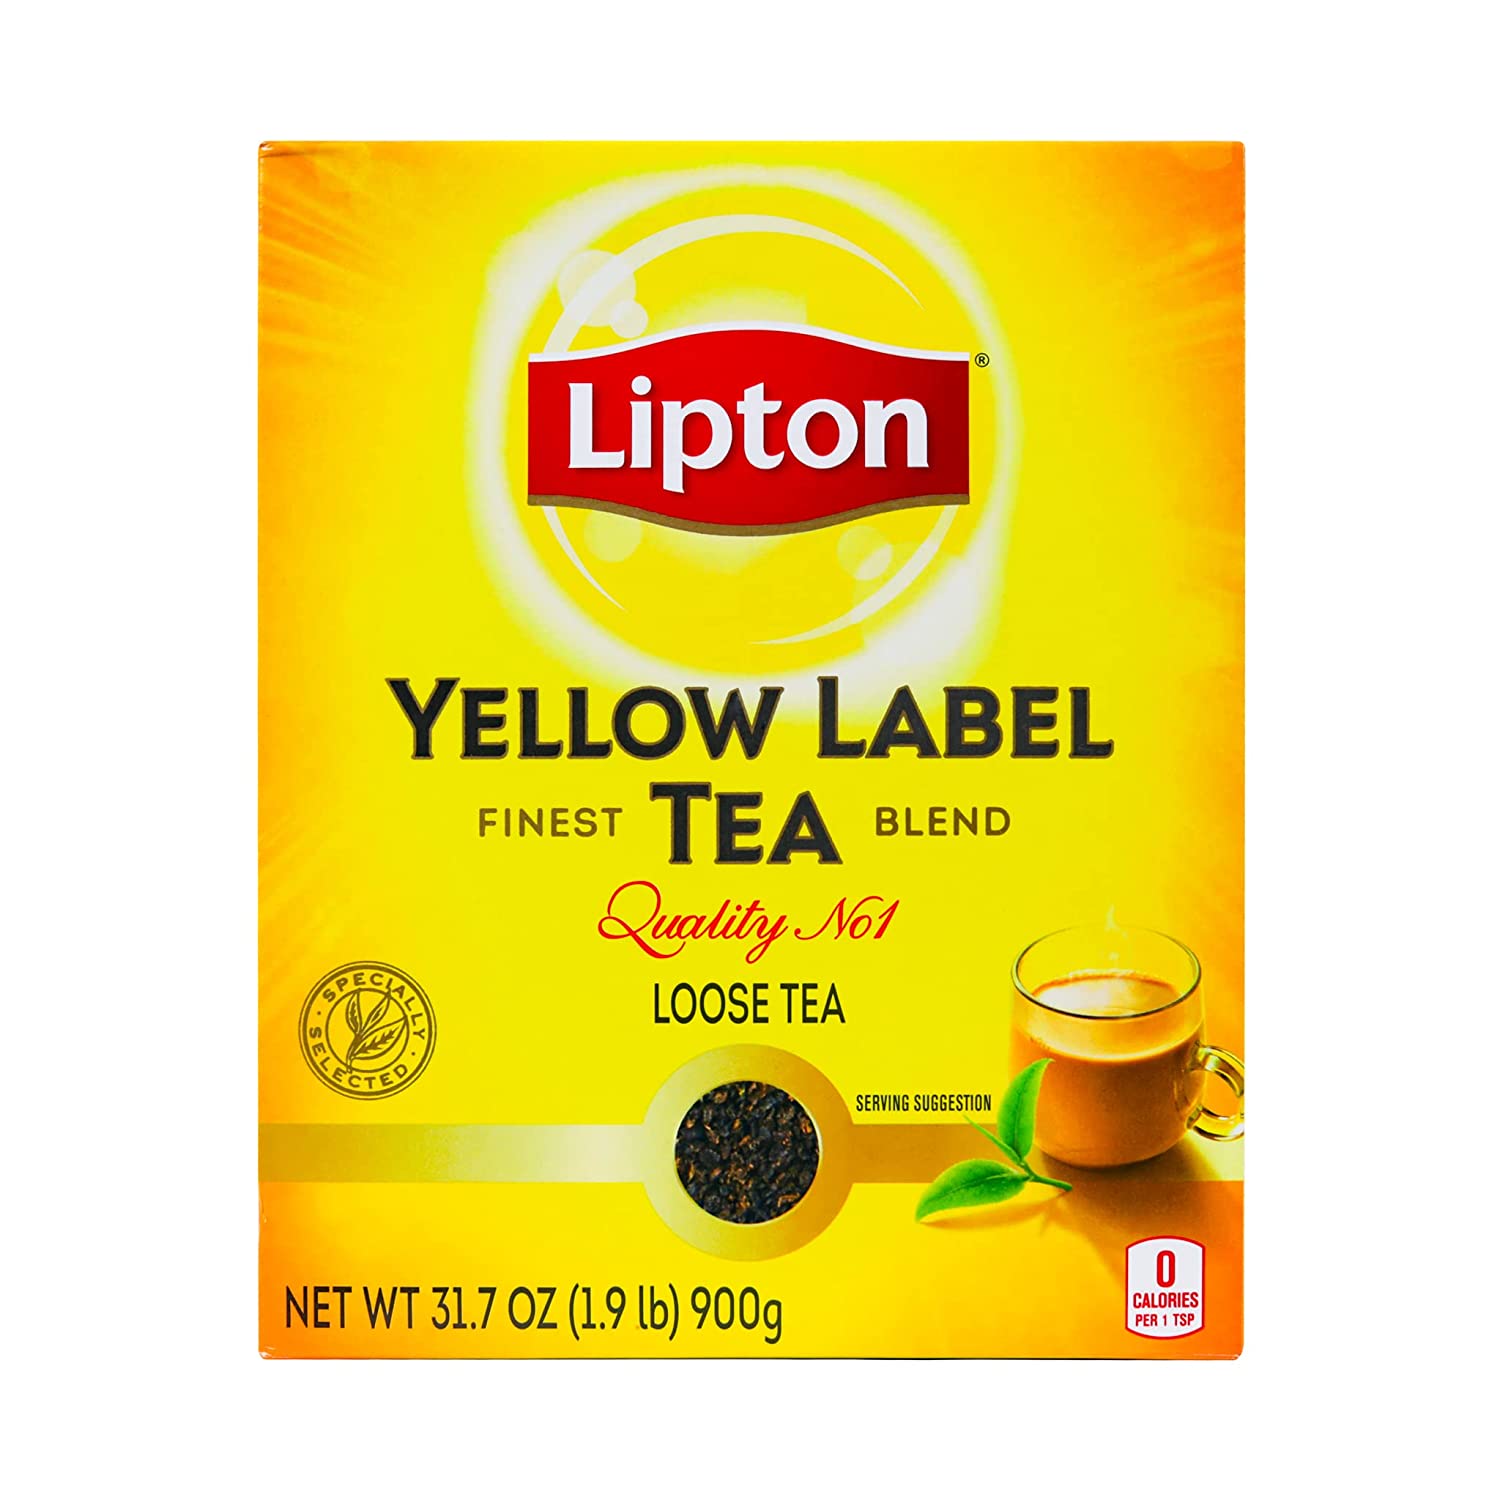 Lipton®
YELLOW LABEL
FINEST TEA BLEND
Quality No1
LOOSE TEA
SPECIALLY · SELECTED ·
SERVING SUGGESTION
0
CALORIES
PER 1 TSP
NET WT 31.7 OZ (1.9 lb) 900g